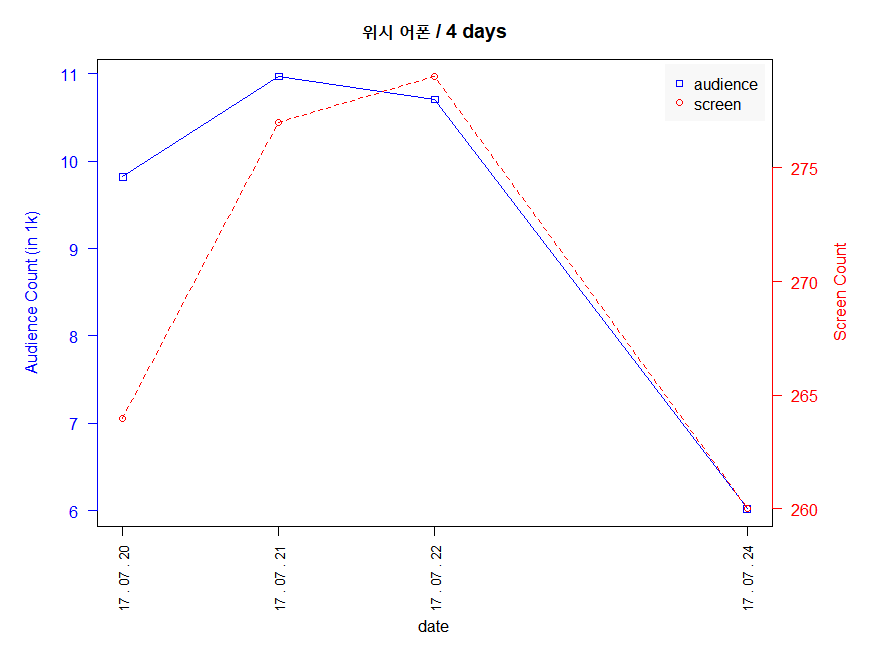 위시 어폰 / 4 days
audience
screen
11
10
9
8
7
6
Audience Count (in 1k)
275
270
265
260
Screen Count
17 . 07 . 20
17 . 07 . 21
17 . 07 . 22
17 . 07 . 24
date